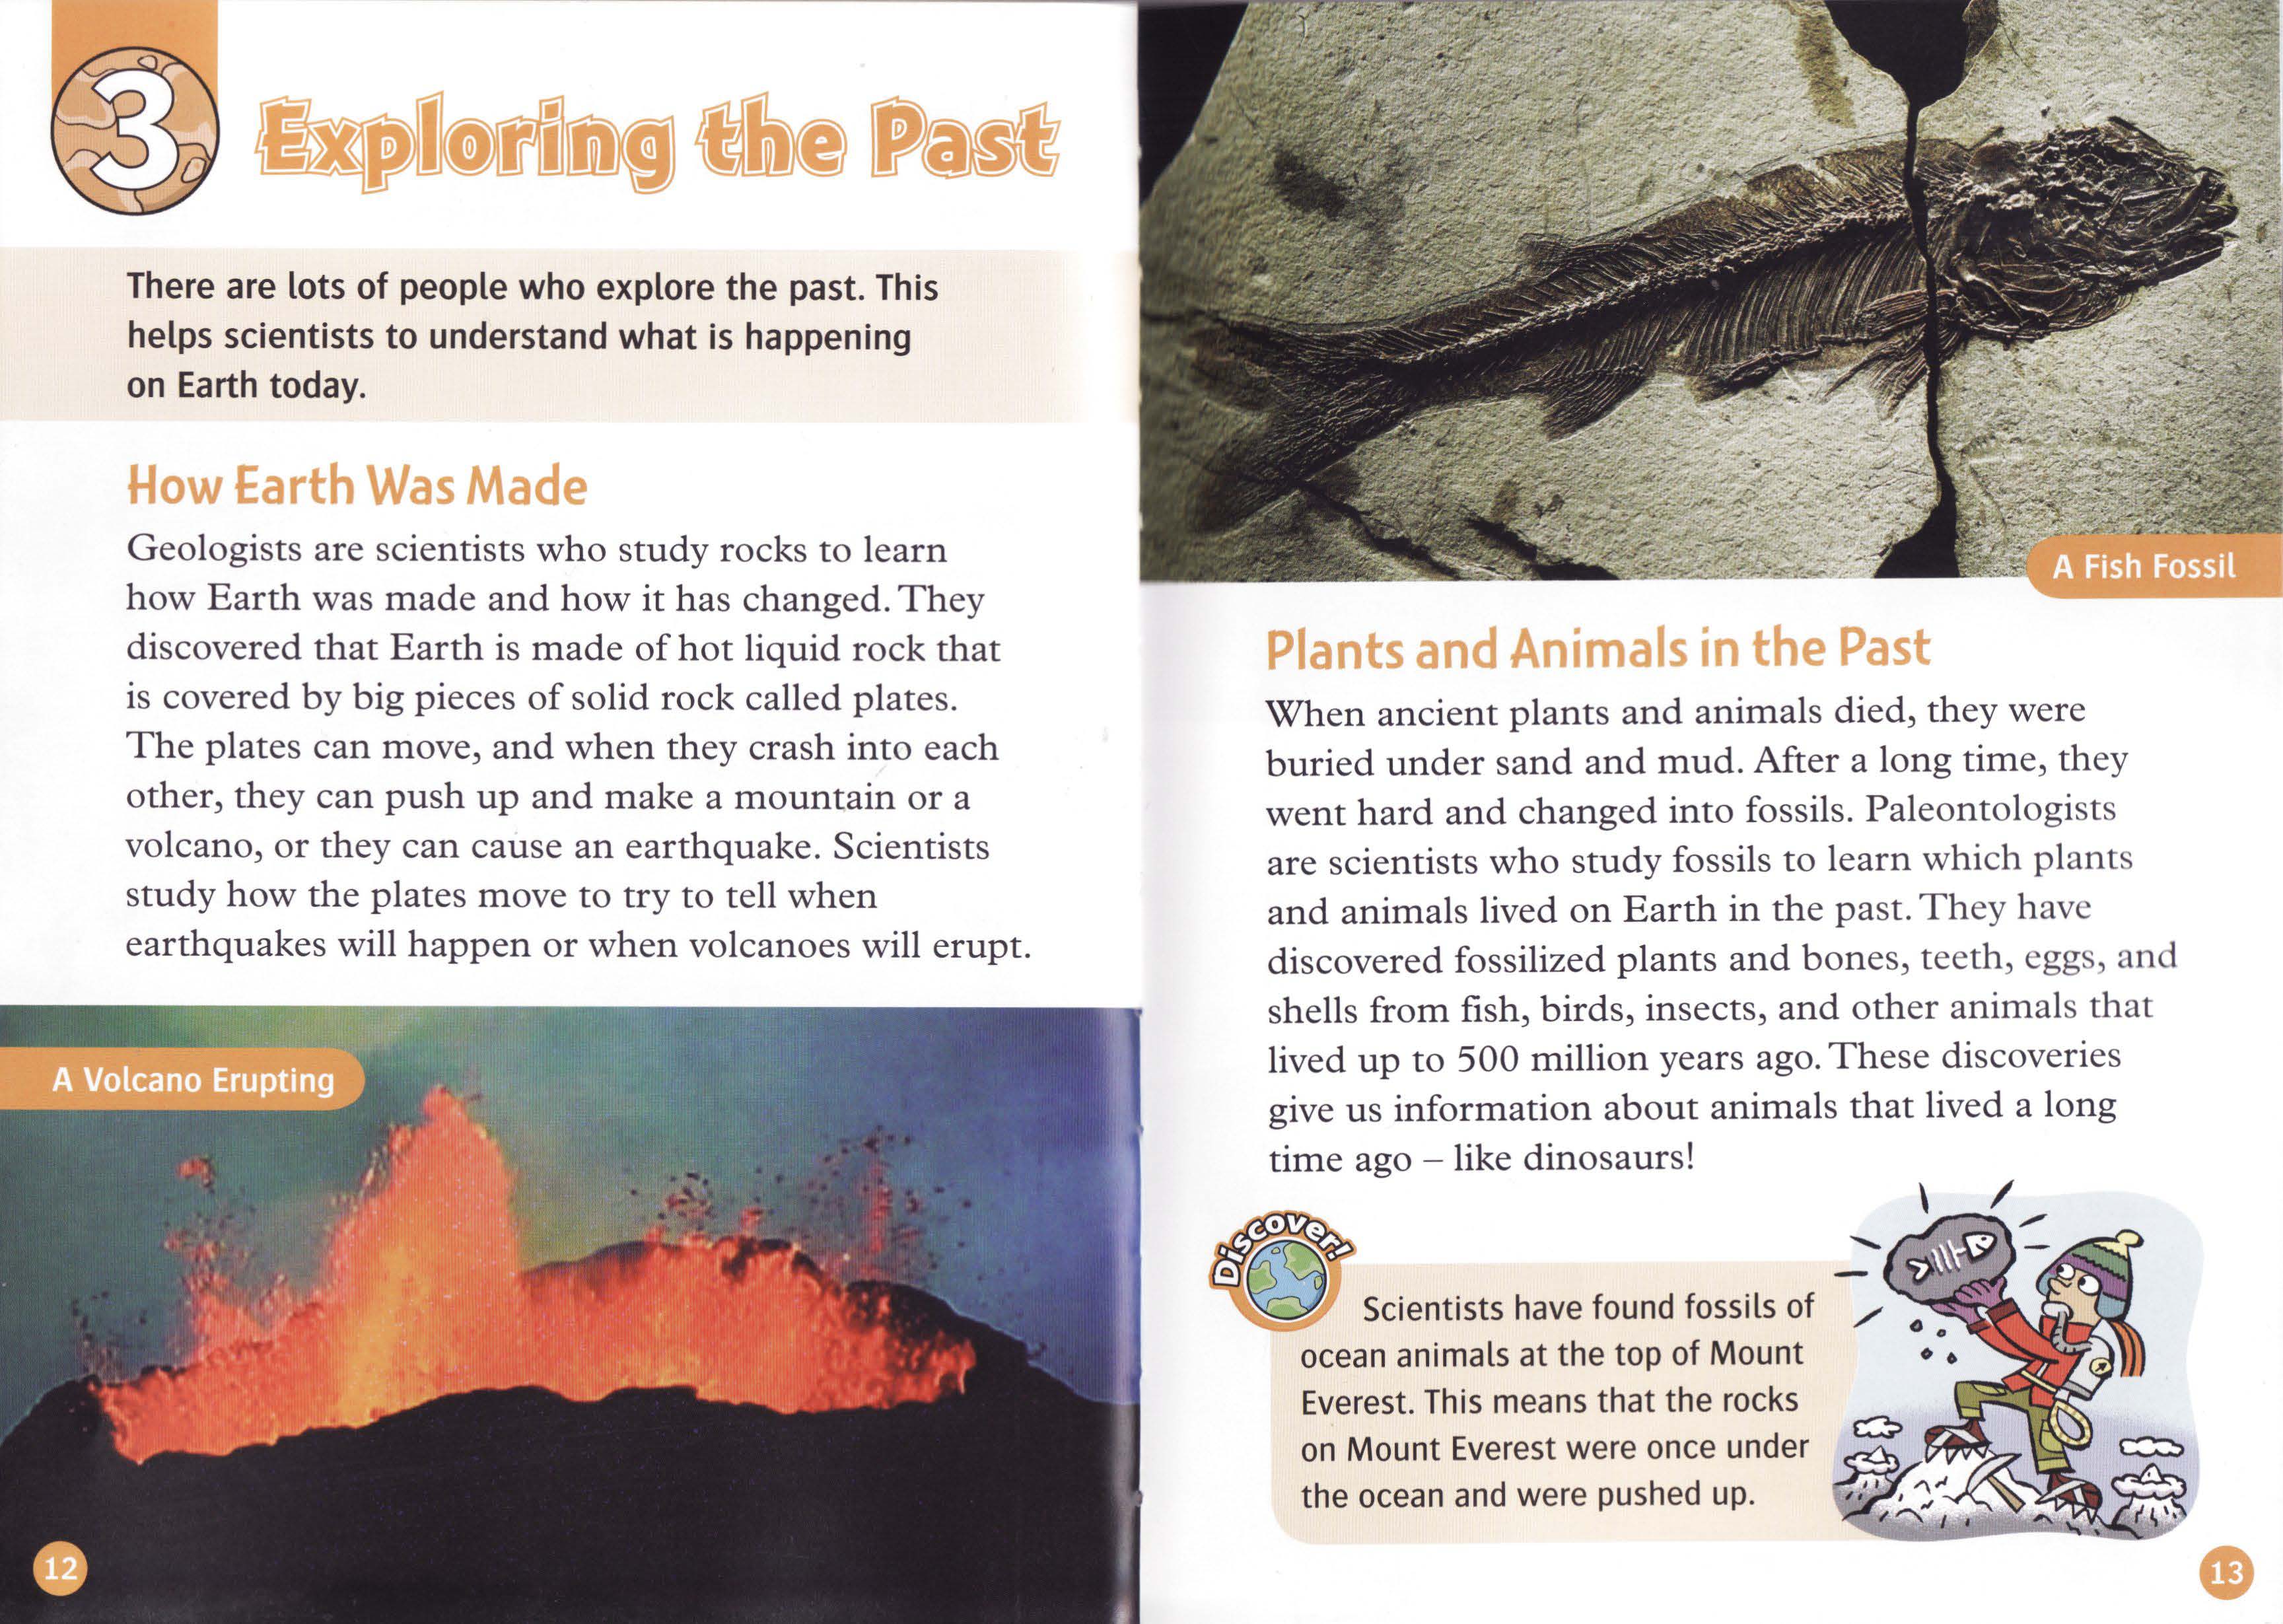 3
Exploring the Past
There are lots of people who explore the past. This
helps scientists to understand what is happening
on Earth today.
How Earth Was Made
Geologists are scientists who study rocks to learn
how Earth was made and how it has changed. They
discovered that Earth is made of hot liquid rock that
is covered by big pieces of solid rock called plates.
The plates can move, and when they crash into each
other, they can push up and make a mountain or a
volcano, or they can cause an earthquake. Scientists
study how the plates move to try to tell when
earthquakes will happen or when volcanoes will erupt.
A Volcano Erupting
12
A Fish Fossil
Plants and Animals in the Past
When ancient plants and animals died, they were
buried under sand and mud. After a long time, they
went hard and changed into fossils. Paleontologists
are scientists who study fossils to learn which plants
and animals lived on Earth in the past. They have
discovered fossilized plants and bones, teeth, eggs, and
shells from fish, birds, insects, and other animals that
lived up to 500 million years ago. These discoveries
give us information about animals that lived a long
time ago – like dinosaurs!
Discover!
Scientists have found fossils of
ocean animals at the top of Mount
Everest. This means that the rocks
on Mount Everest were once under
the ocean and were pushed up.
13